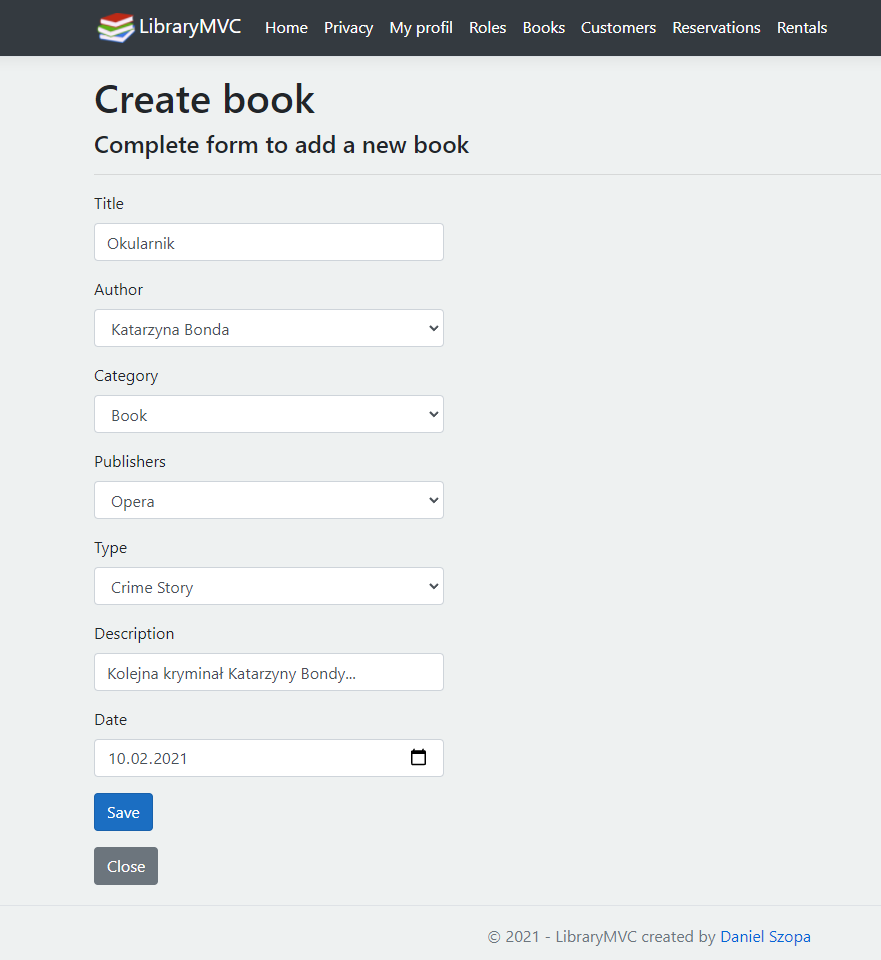 LibraryMVC Home Privacy My profil Roles Books Customers Reservations Rentals
Create book
Complete form to add a new book
Title
Okularnik
Author
Katarzyna Bonda
Category
Book
Publishers
Opera
Type
Crime Story
Description
Kolejna kryminał Katarzyny Bondy...
Date
10.02.2021
Save
Close
© 2021 - LibraryMVC created by Daniel Szopa